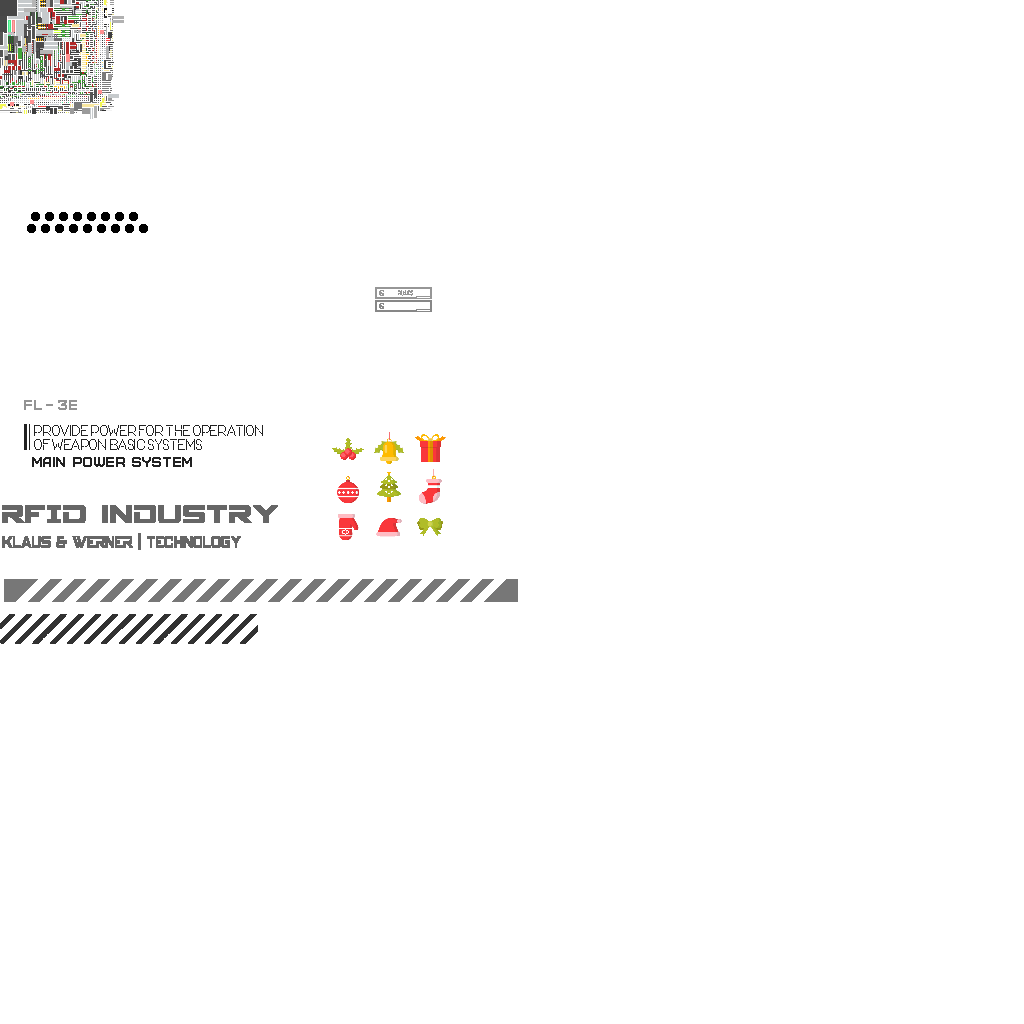 FL-3E
PROVIDE POWER FOR THE OPERATION
OF WEAPON BASIC SYSTEMS
MAIN POWER SYSTEM
RFID INDUSTRY
KLAUS & WERNER | TECHNOLOGY